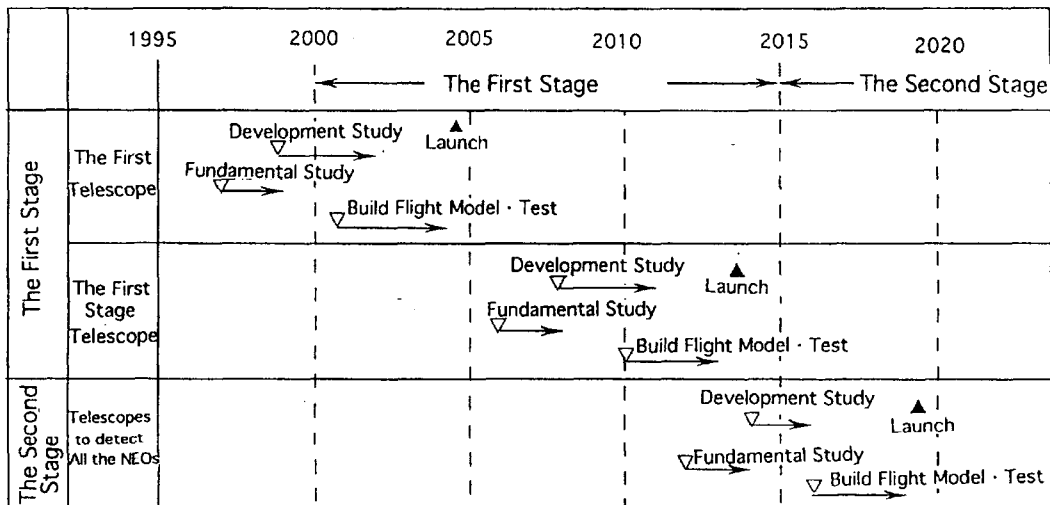 1995 2000 2005 2010 2015 2020
The First Stage The Second Stage
The First Stage
The First
Telescope
Development Study
Launch
Fundamental Study
Build Flight Model · Test
The First
Stage
Telescope
Development Study
Launch
Fundamental Study
Build Flight Model · Test
The Second
Stage
Telescopes
to detect
All the NEOs
Development Study
Launch
Fundamental Study
Build Flight Model · Test